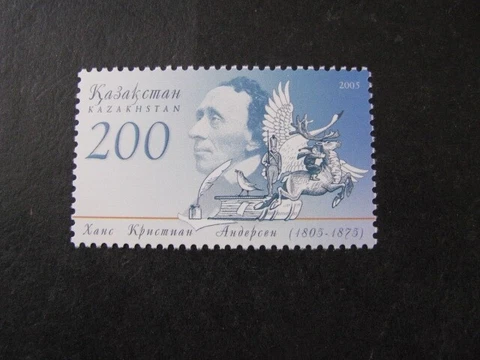 Қазақстан
KAZAKHSTAN
200
2005
Ханс Кристиан Андерсен (1805-1875)